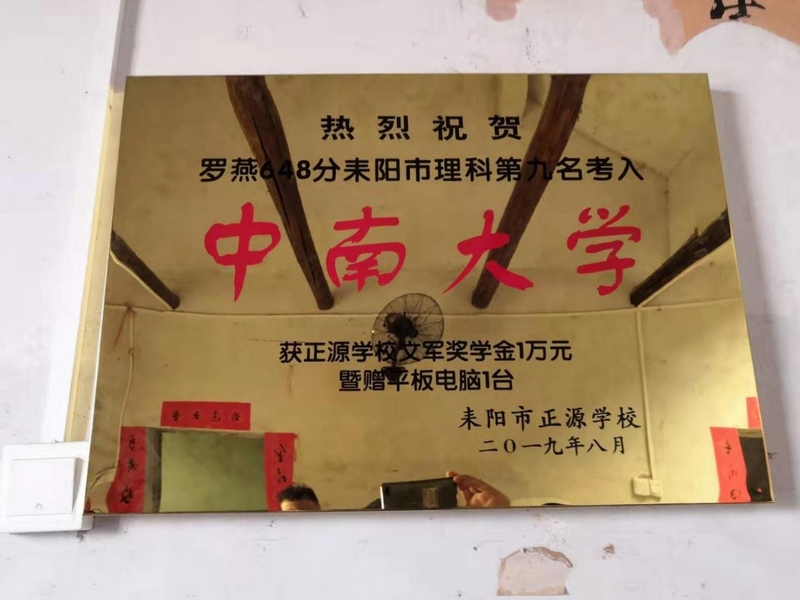 热烈祝贺
罗燕648分耒阳市理科第九名考入
中南大学
获正源学校文军奖学金1万元
暨赠平板电脑1台
耒阳市正源学校
二〇一九年八月